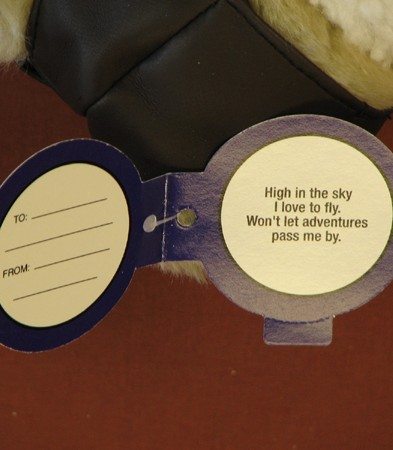 TO:
FROM:
High in the sky
I love to fly.
Won't let adventures
pass me by.